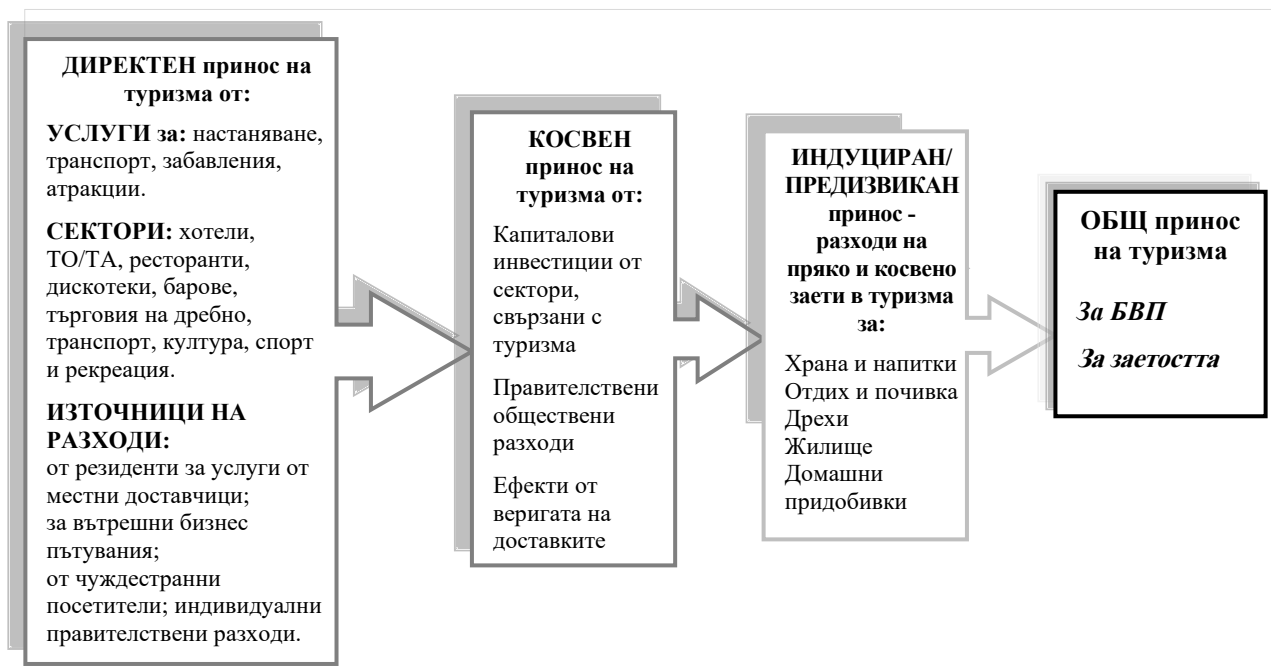 ДИРЕКТЕН принос на
туризма от:
УСЛУГИ за: настаняване,
транспорт, забавления,
атракции.
СЕКТОРИ: хотели,
ТО/ТА, ресторанти,
дискотеки, барове,
търговия на дребно,
транспорт, култура, спорт
и рекреация.
ИЗТОЧНИЦИ НА
РАЗХОДИ:
от резиденти за услуги от
местни доставчици;
за вътрешни бизнес
пътувания;
от чуждестранни
посетители; индивидуални
правителствени разходи.
КОСВЕН
принос на
туризма от:
Капиталови
инвестиции от
сектори,
свързани с
туризма
Правителствени
обществени
разходи
Ефекти от
веригата на
доставките
ИНДУЦИРАН/
ПРЕДИЗВИКАН
принос -
разходи на
пряко и косвено
заети в туризма
за:
Храна и напитки
Отдих и почивка
Дрехи
Жилище
Домашни
придобивки
ОБЩ принос
на туризма
За БВП
За заетостта